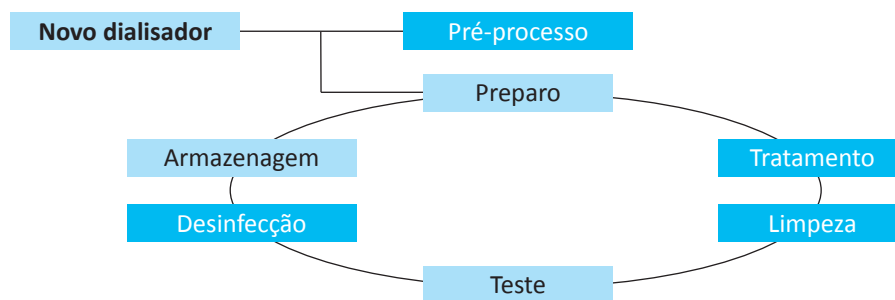 Novo dialisador
Pré-processo
Preparo
Armazenagem
Tratamento
Desinfecção
Limpeza
Teste